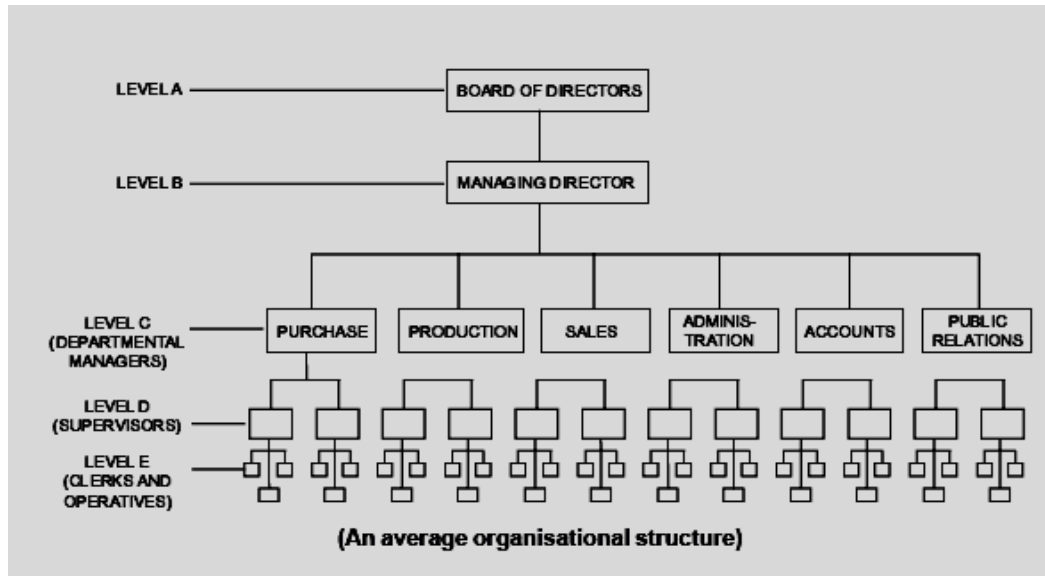 LEVEL A
BOARD OF DIRECTORS
LEVEL B
MANAGING DIRECTOR
LEVEL C
(DEPARTMENTAL
MANAGERS)
PURCHASE
PRODUCTION
SALES
ADMINIS-
TRATION
ACCOUNTS
PUBLIC
RELATIONS
LEVEL D
(SUPERVISORS)
LEVEL E
(CLERKS AND
OPERATIVES)
(An average organisational structure)